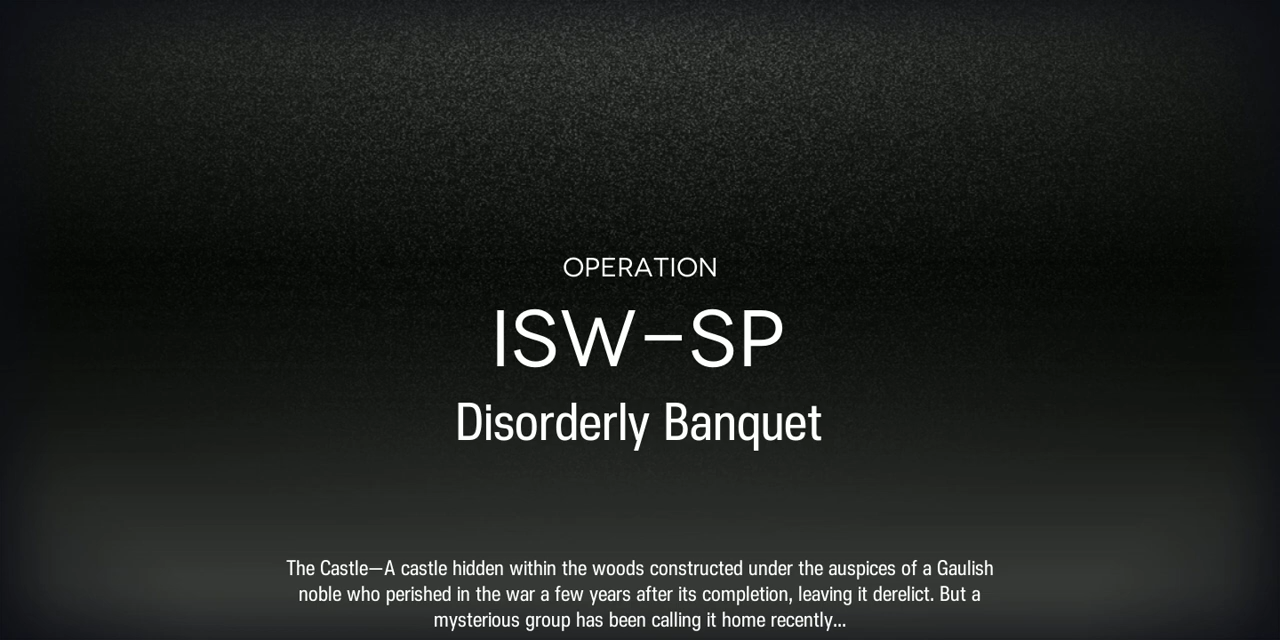 OPERATION
ISW-SP
Disorderly Banquet
The Castle—A castle hidden within the woods constructed under the auspices of a Gaulish
noble who perished in the war a few years after its completion, leaving it derelict. But a
mysterious group has been calling it home recently...